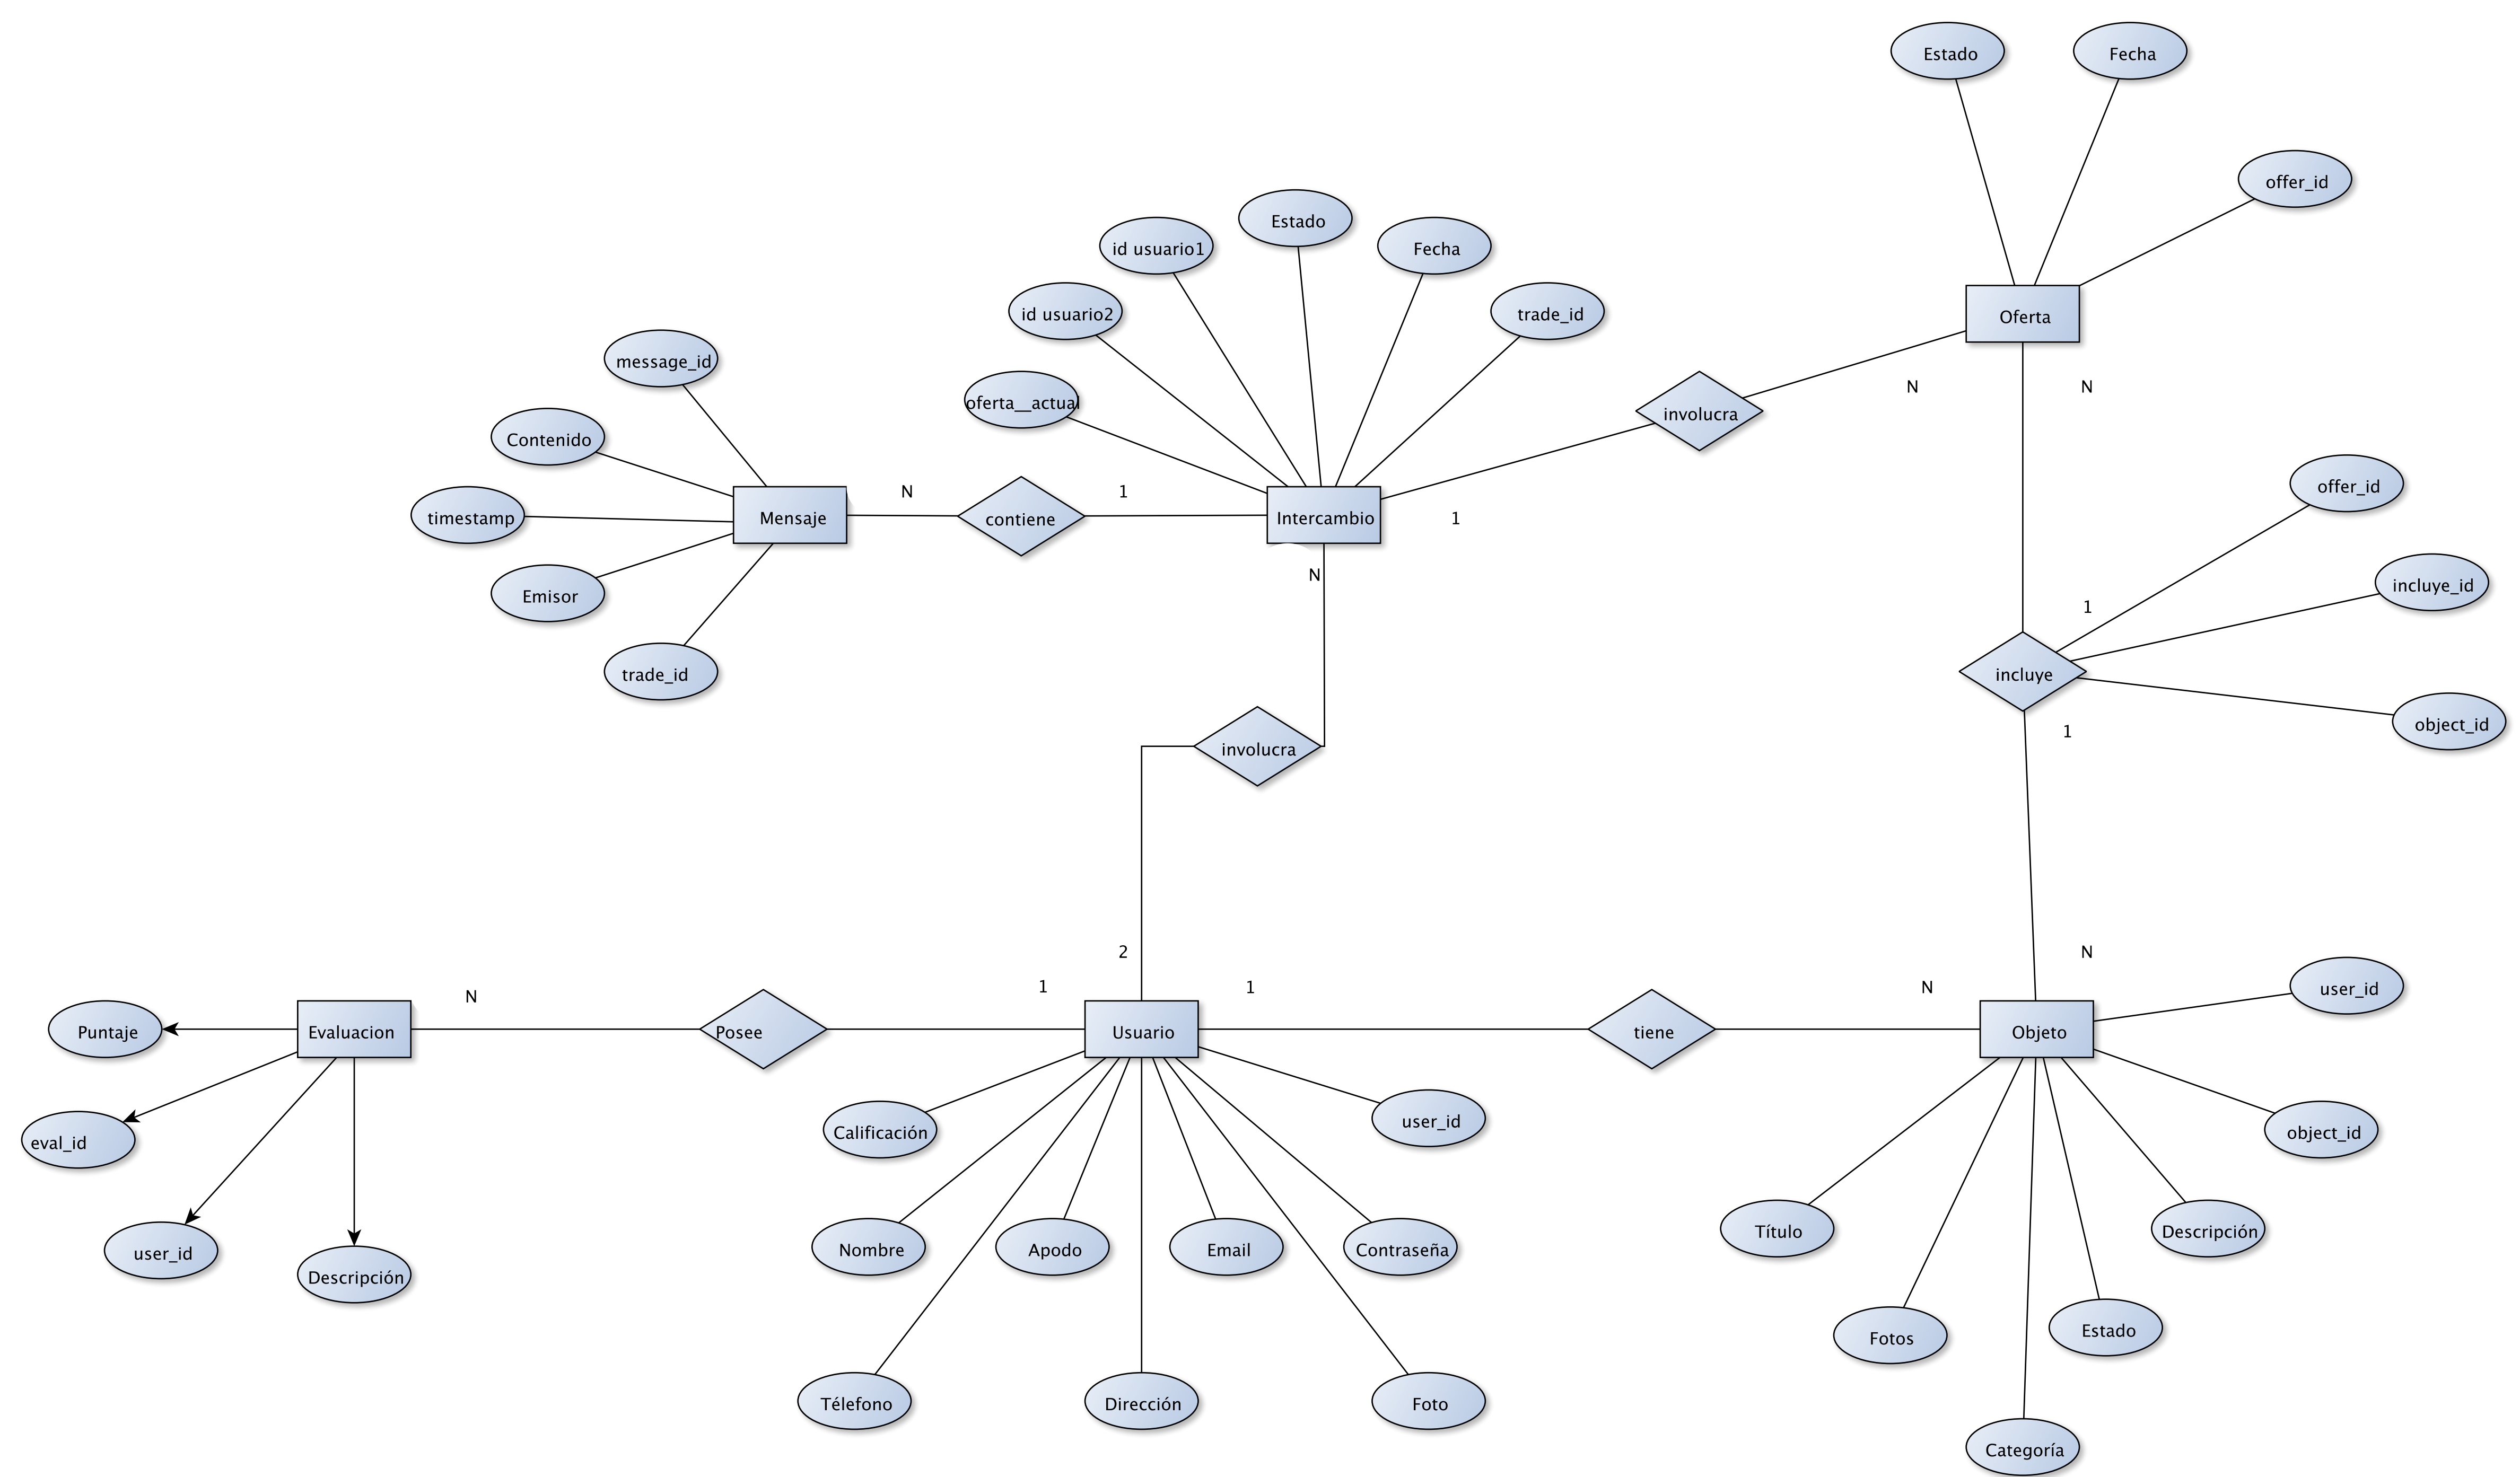 Estado
Fecha
offer_id
Estado
id usuario1
Fecha
id usuario2
trade_id
Oferta
message_id
involucra
N
N
oferta__actual
Contenido
offer_id
N
1
timestamp
Mensaje
contiene
Intercambio
1
N
incluye_id
Emisor
1
trade_id
incluye
object_id
1
involucra
2
N
N
1
1
N
user_id
Puntaje
Evaluacion
Posee
Usuario
tiene
Objeto
eval_id
Calificación
user_id
object_id
user_id
Descripción
Nombre
Apodo
Email
Contraseña
Título
Descripción
Fotos
Estado
Télefono
Dirección
Foto
Categoría